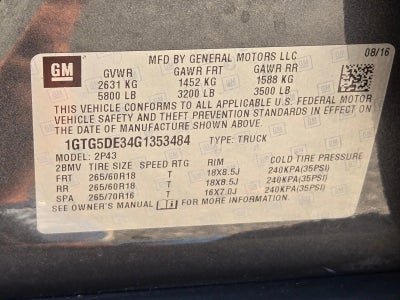 GM
MFD BY GENERAL MOTORS LLC 08/16
GVWR GAWR FRT GAWR RR
2631 KG 1452 KG 1588 KG
5800 LB 3200 LB 3500 LB
THIS VEHICLE CONFORMS TO ALL APPLICABLE U.S. FEDERAL MOTOR
VEHICLE SAFETY AND THEFT PREVENTION STANDARDS IN EFFECT ON
THE DATE OF MANUFACTURE SHOWN ABOVE.
1GTG5DE34G1353484 TYPE: TRUCK
MODEL: 2P43
2BMV TIRE SIZE SPEED RTG RIM COLD TIRE PRESSURE
FRT 265/60R18 T 18X8.5J 240KPA(35PSI)
RR 265/60R18 T 18X8.5J 240KPA(35PSI)
SPA 265/70R16 T 16X7.0J 240KPA(35PSI)
SEE OWNER'S MANUAL FOR MORE INFORMATION.